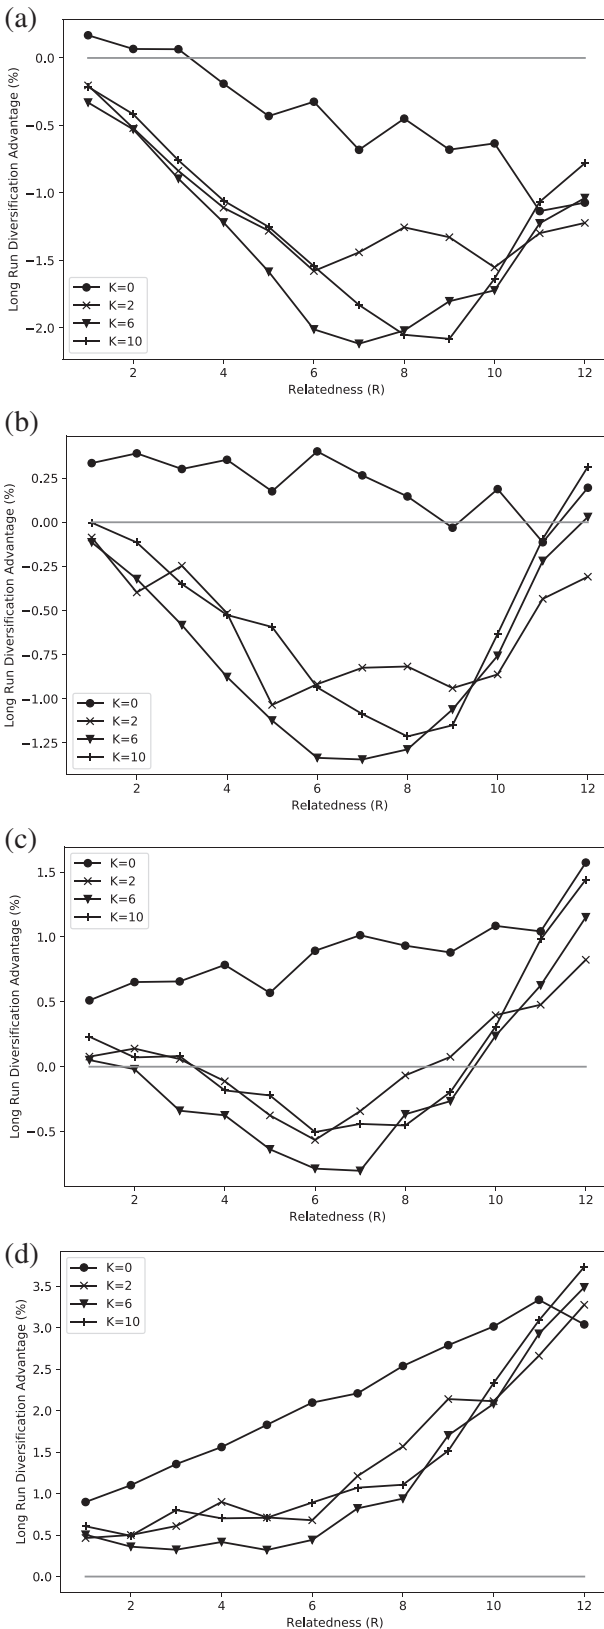 (a)
Long Run Diversification Advantage (%)
0.0
−0.5
−1.0
−1.5
−2.0
K=0
K=2
K=6
K=10
2 4 6 8 10 12
Relatedness (R)
(b)
Long Run Diversification Advantage (%)
0.25
0.00
−0.25
−0.50
−0.75
−1.00
−1.25
K=0
K=2
K=6
K=10
2 4 6 8 10 12
Relatedness (R)
(c)
Long Run Diversification Advantage (%)
1.5
1.0
0.5
0.0
−0.5
K=0
K=2
K=6
K=10
2 4 6 8 10 12
Relatedness (R)
(d)
Long Run Diversification Advantage (%)
3.5
3.0
2.5
2.0
1.5
1.0
0.5
0.0
K=0
K=2
K=6
K=10
2 4 6 8 10 12
Relatedness (R)